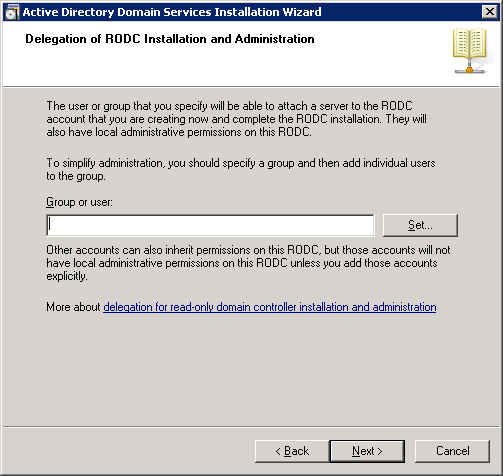 Active Directory Domain Services Installation Wizard
Delegation of RODC Installation and Administration
The user or group that you specify will be able to attach a server to the RODC
account that you are creating now and complete the RODC installation. They will
also have local administrative permissions on this RODC.
To simplify administration, you should specify a group and then add individual users
to the group.
Group or user:
Set...
Other accounts can also inherit permissions on this RODC, but those accounts will not
have local administrative permissions on this RODC unless you add those accounts
explicitly.
More about delegation for read-only domain controller installation and administration
< Back
Next >
Cancel